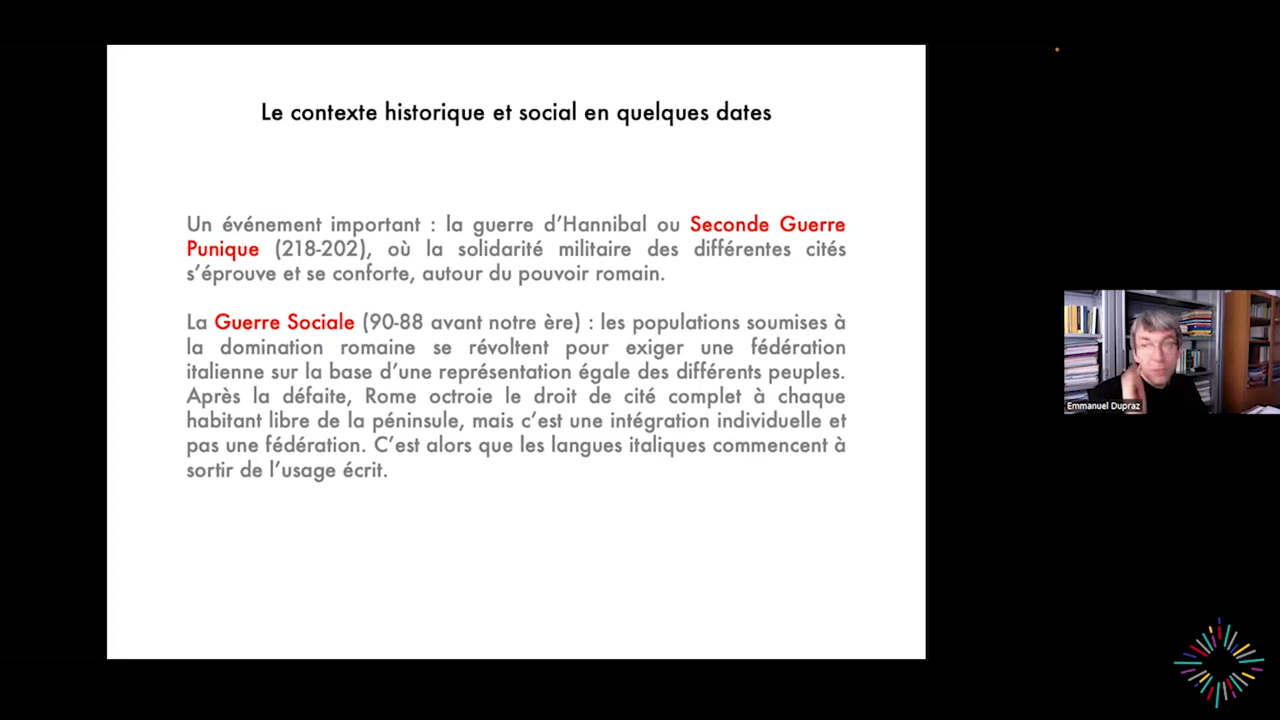 Le contexte historique et social en quelques dates
Un événement important : la guerre d’Hannibal ou Seconde Guerre
Punique (218-202), où la solidarité militaire des différentes cités
s’éprouve et se conforte, autour du pouvoir romain.
La Guerre Sociale (90-88 avant notre ère) : les populations soumises à
la domination romaine se révoltent pour exiger une fédération
italienne sur la base d’une représentation égale des différents peuples.
Après la défaite, Rome octroie le droit de cité complet à chaque
habitant libre de la péninsule, mais c’est une intégration individuelle et
pas une fédération. C’est alors que les langues italiques commencent à
sortir de l’usage écrit.
Emmanuel Dupraz